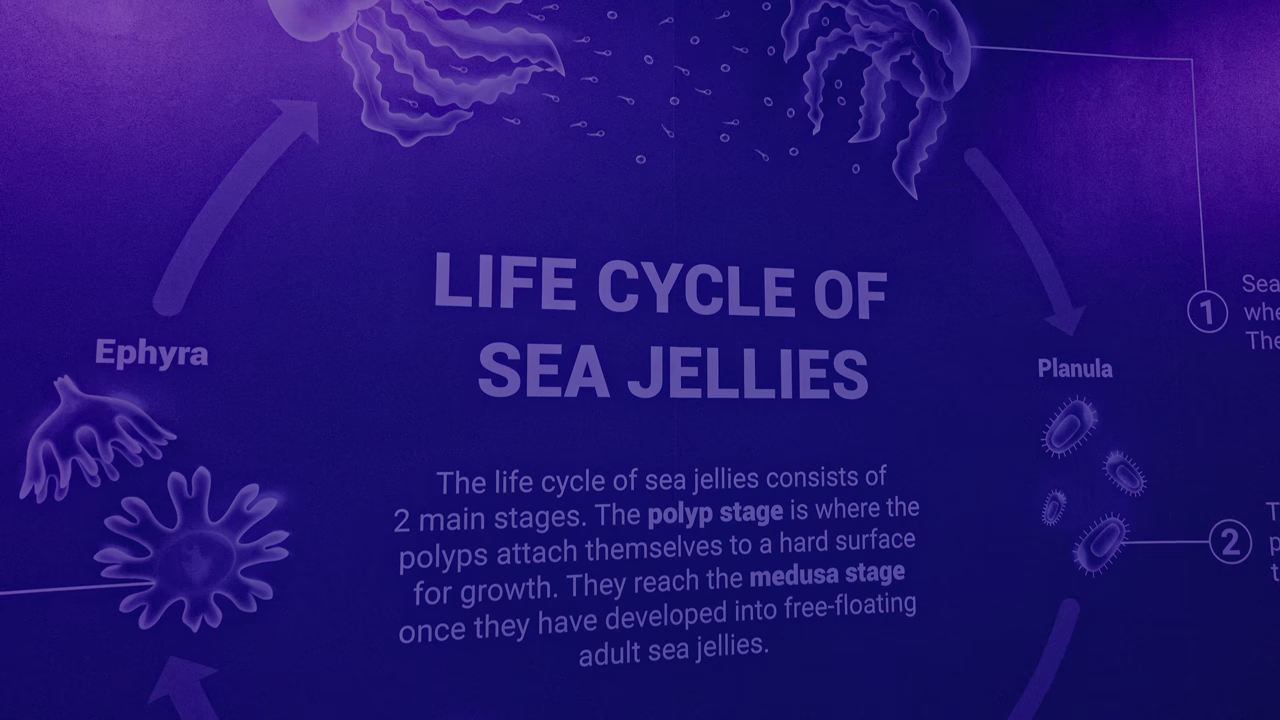 LIFE CYCLE OF
SEA JELLIES
The life cycle of sea jellies consists of
2 main stages. The polyp stage is where the
polyps attach themselves to a hard surface
for growth. They reach the medusa stage
once they have developed into free-floating
adult sea jellies.
Ephyra
Planula
1
Sea
The
2